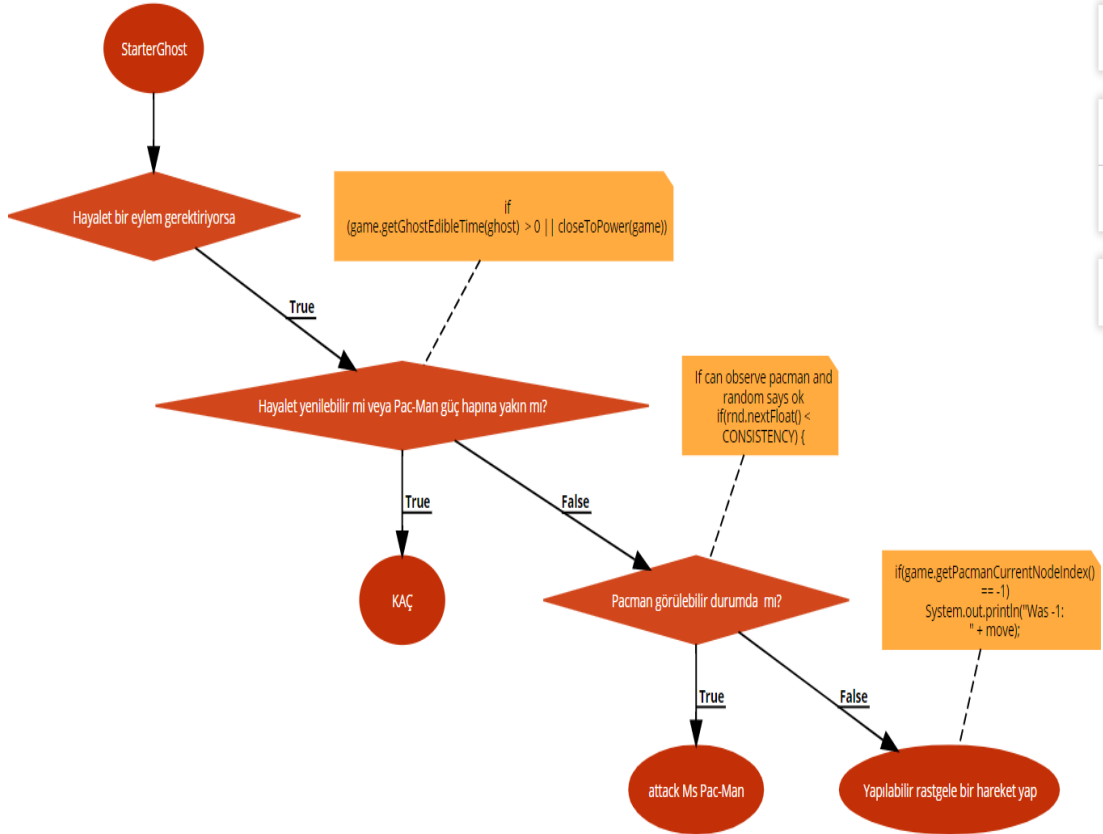 StarterGhost
Hayalet bir eylem gerektiriyorsa
if
(game.getGhostEdibleTime(ghost) > 0 || closeToPower(game))
True
Hayalet yenilebilir mi veya Pac-Man güç hapına yakın mı?
If can observe pacman and
random says ok
if(rnd.nextFloat() <
CONSISTENCY) {
True
False
KAÇ
Pacman görülebilir durumda mı?
if(game.getPacmanCurrentNodeIndex()
== -1)
System.out.println("Was -1:
" + move);
True
False
attack Ms Pac-Man
Yapılabilir rastgele bir hareket yap